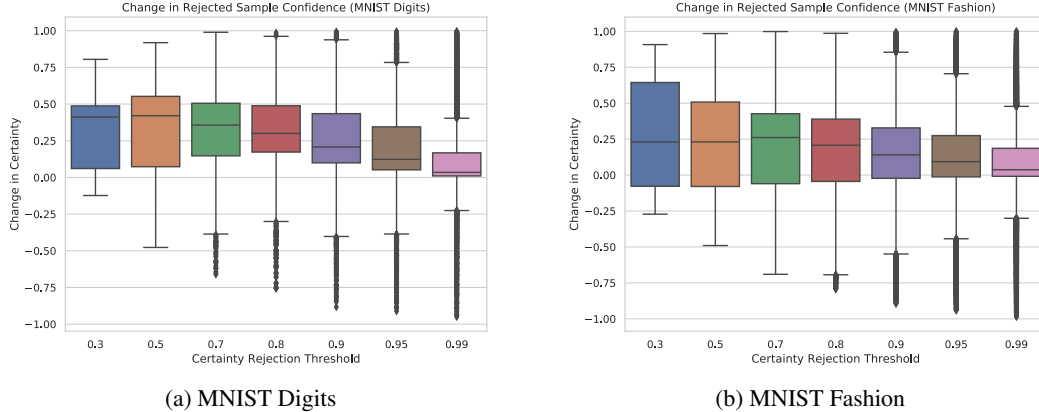 Change in Rejected Sample Confidence (MNIST Digits)
1.00
0.75
0.50
0.25
0.00
−0.25
−0.50
−0.75
−1.00
Change in Certainty
0.3 0.5 0.7 0.8 0.9 0.95 0.99
Certainty Rejection Threshold
(a) MNIST Digits
Change in Rejected Sample Confidence (MNIST Fashion)
1.00
0.75
0.50
0.25
0.00
−0.25
−0.50
−0.75
−1.00
Change in Certainty
0.3 0.5 0.7 0.8 0.9 0.95 0.99
Certainty Rejection Threshold
(b) MNIST Fashion